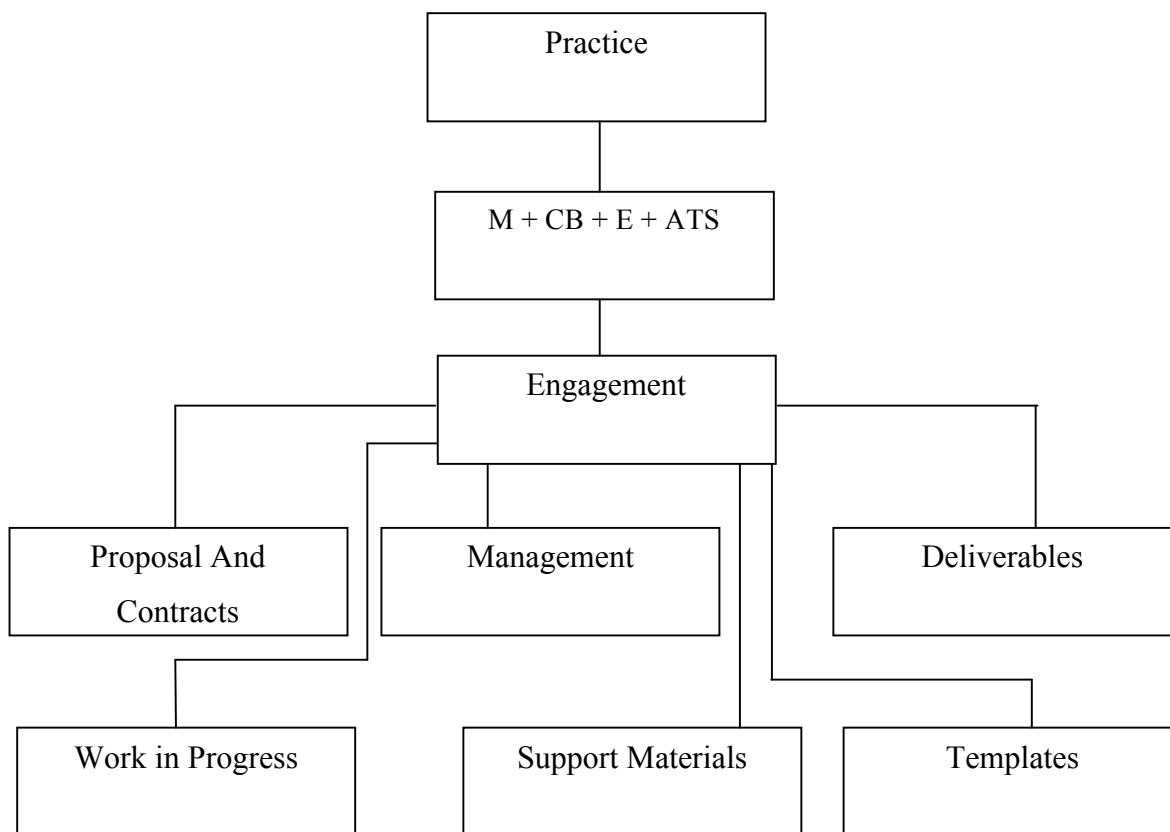 Practice
M + CB + E + ATS
Engagement
Proposal And
Contracts
Management
Deliverables
Work in Progress
Support Materials
Templates